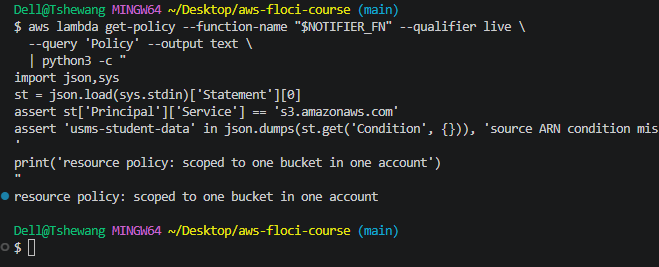 Dell@Tshewang MINGW64 ~/Desktop/aws-floci-course (main)
$ aws lambda get-policy --function-name "$NOTIFIER_FN" --qualifier live \
  --query 'Policy' --output text \
  | python3 -c "
import json,sys
st = json.load(sys.stdin)['Statement'][0]
assert st['Principal']['Service'] == 's3.amazonaws.com'
assert 'usms-student-data' in json.dumps(st.get('Condition', {})), 'source ARN condition mis
'
print('resource policy: scoped to one bucket in one account')
"
resource policy: scoped to one bucket in one account

Dell@Tshewang MINGW64 ~/Desktop/aws-floci-course (main)
$